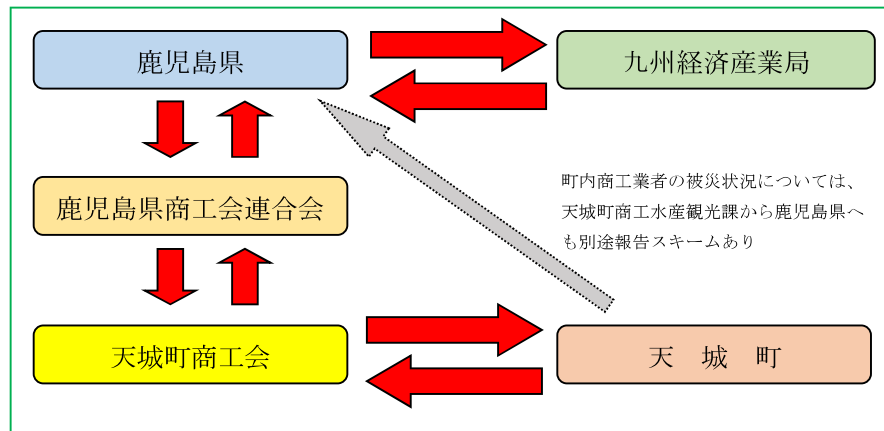 鹿児島県
九州経済産業局
町内商工業者の被災状況については、
天城町商工水産観光課から鹿児島県へ
も別途報告スキームあり
鹿児島県商工会連合会
天城町商工会
天　城　町